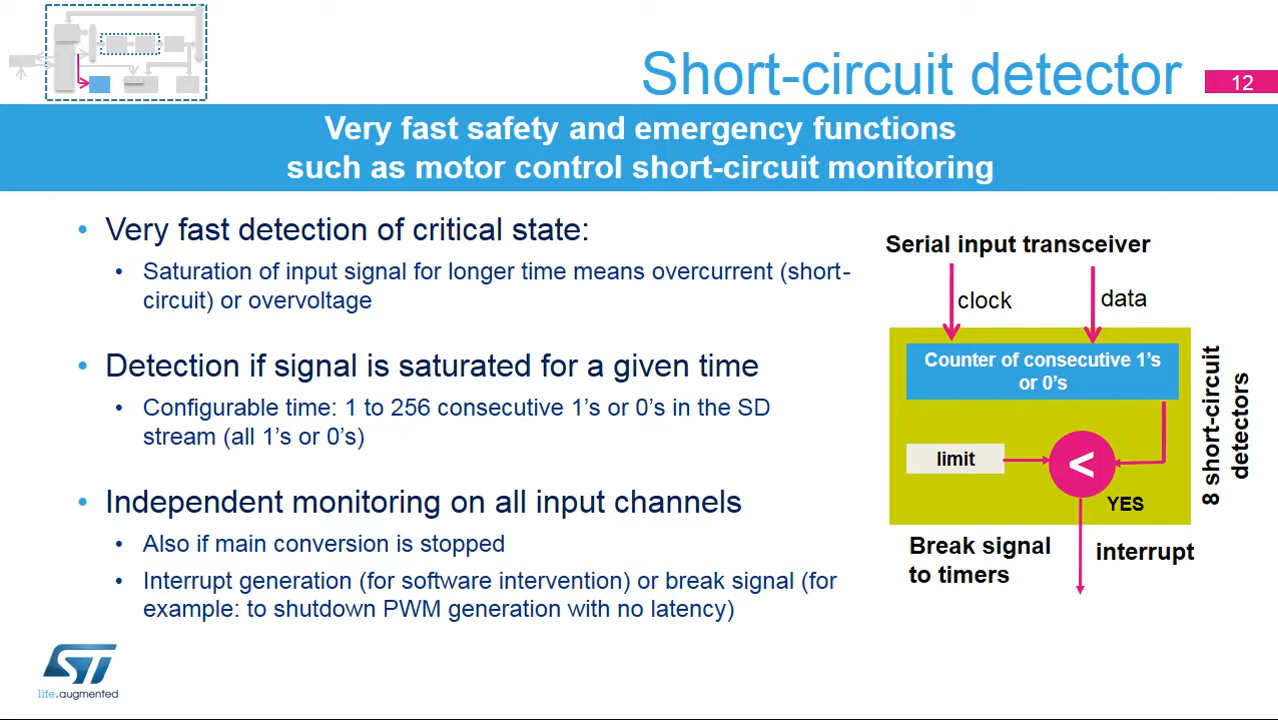 Short-circuit detector
12
Very fast safety and emergency functions
such as motor control short-circuit monitoring
• Very fast detection of critical state:
• Saturation of input signal for longer time means overcurrent (short-
circuit) or overvoltage
• Detection if signal is saturated for a given time
• Configurable time: 1 to 256 consecutive 1’s or 0’s in the SD
stream (all 1’s or 0’s)
• Independent monitoring on all input channels
• Also if main conversion is stopped
• Interrupt generation (for software intervention) or break signal (for
example: to shutdown PWM generation with no latency)
Serial input transceiver
clock
data
Counter of consecutive 1’s
or 0’s
limit
<
YES
8 short-circuit
detectors
Break signal
to timers
interrupt
ST
life.augmented